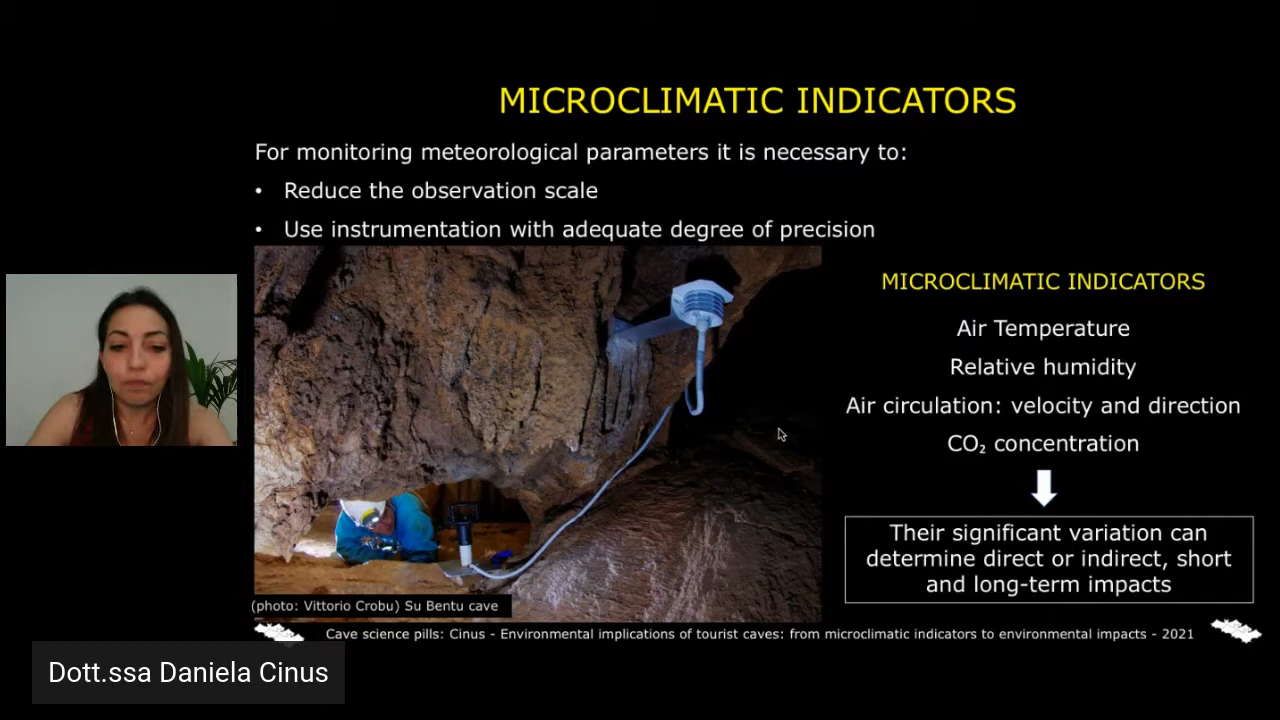 MICROCLIMATIC INDICATORS
For monitoring meteorological parameters it is necessary to:
• Reduce the observation scale
• Use instrumentation with adequate degree of precision
MICROCLIMATIC INDICATORS
Air Temperature
Relative humidity
Air circulation: velocity and direction
CO₂ concentration
Their significant variation can
determine direct or indirect, short
and long-term impacts
(photo: Vittorio Crobu) Su Bentu cave
Cave science pills: Cinus - Environmental implications of tourist caves: from microclimatic indicators to environmental impacts - 2021
Dott.ssa Daniela Cinus